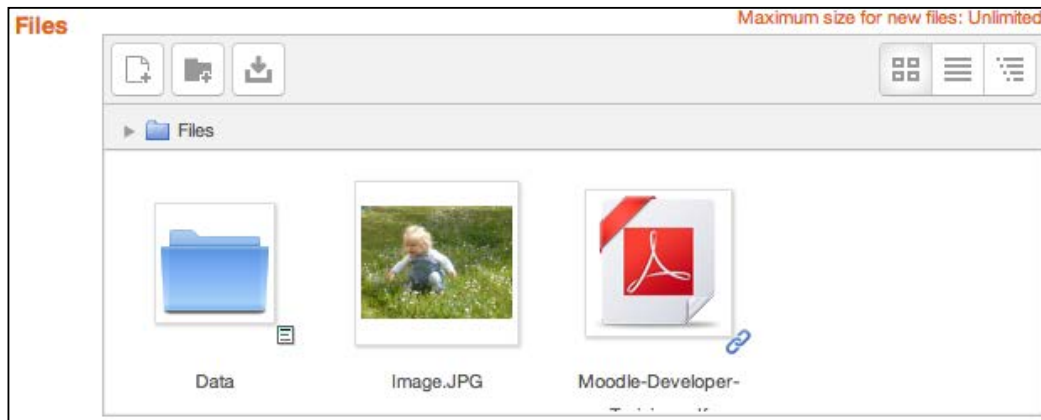 Files
Maximum size for new files: Unlimited
Files
Data
Image.JPG
Moodle-Developer-